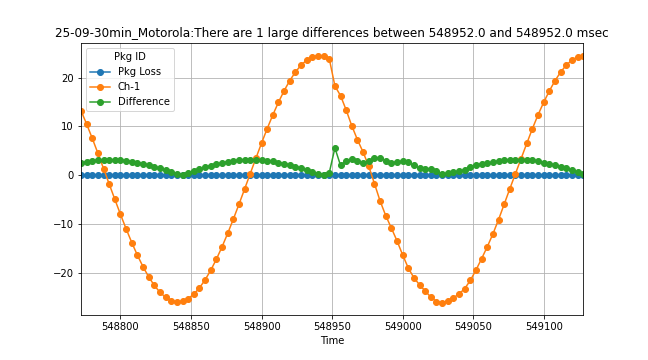 25-09-30min_Motorola:There are 1 large differences between 548952.0 and 548952.0 msec
Pkg ID
Pkg Loss
Ch-1
Difference
20
10
0
−10
−20
548800 548850 548900 548950 549000 549050 549100
Time